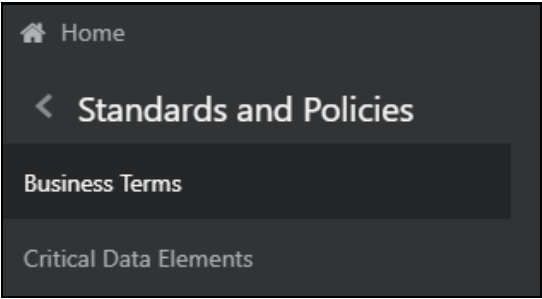 Home
Standards and Policies
Business Terms
Critical Data Elements